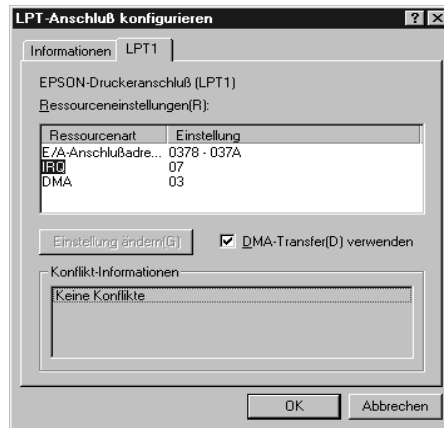 LPT-Anschluß konfigurieren
Informationen LPT1
EPSON-Druckeranschluß (LPT1)
Ressourceneinstellungen(R):
Ressourcenart Einstellung
E/A-Anschlußadre... 0378 - 037A
IRQ 07
DMA 03
Einstellung ändern(G) DMA-Transfer(D) verwenden
Konflikt-Informationen
Keine Konflikte
OK Abbrechen